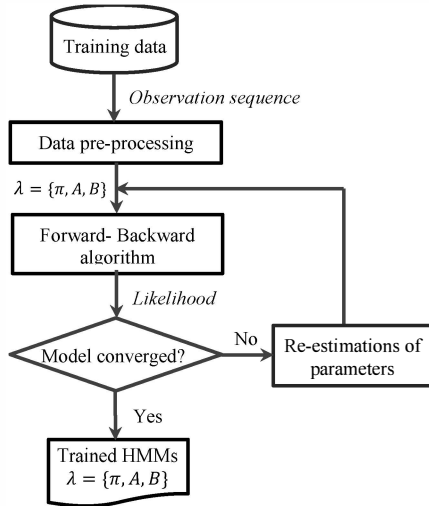 Training data
Observation sequence
Data pre-processing
λ = {π, A, B}
Forward- Backward
algorithm
Likelihood
Model converged?
No
Re-estimations of
parameters
Yes
Trained HMMs
λ = {π, A, B}